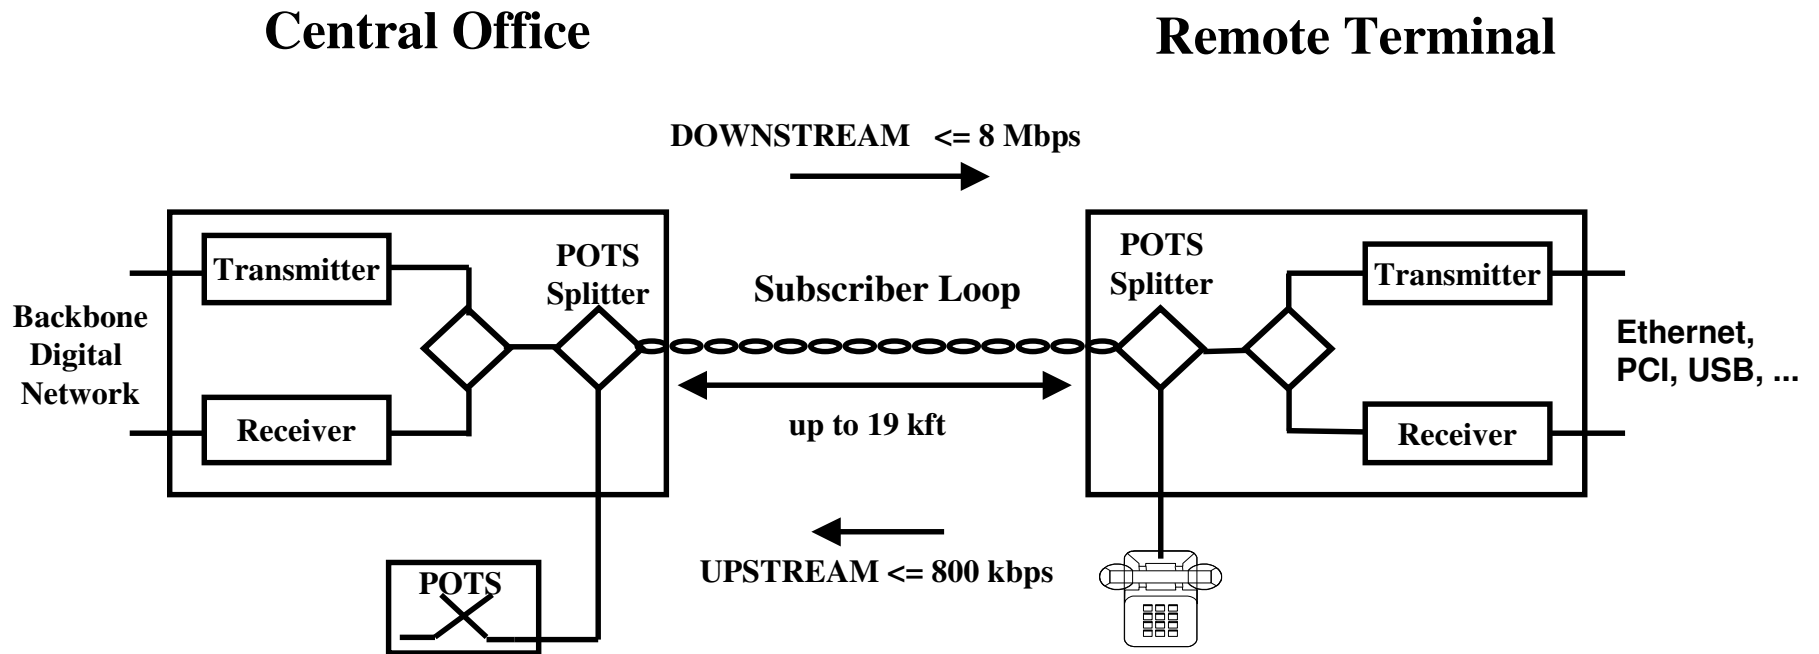 Central Office
Remote Terminal
DOWNSTREAM <= 8 Mbps
POTS
Splitter
Transmitter
Subscriber Loop
POTS
Splitter
Transmitter
Backbone
Digital
Network
Ethernet,
PCI, USB, ...
Receiver
up to 19 kft
Receiver
POTS
UPSTREAM <= 800 kbps